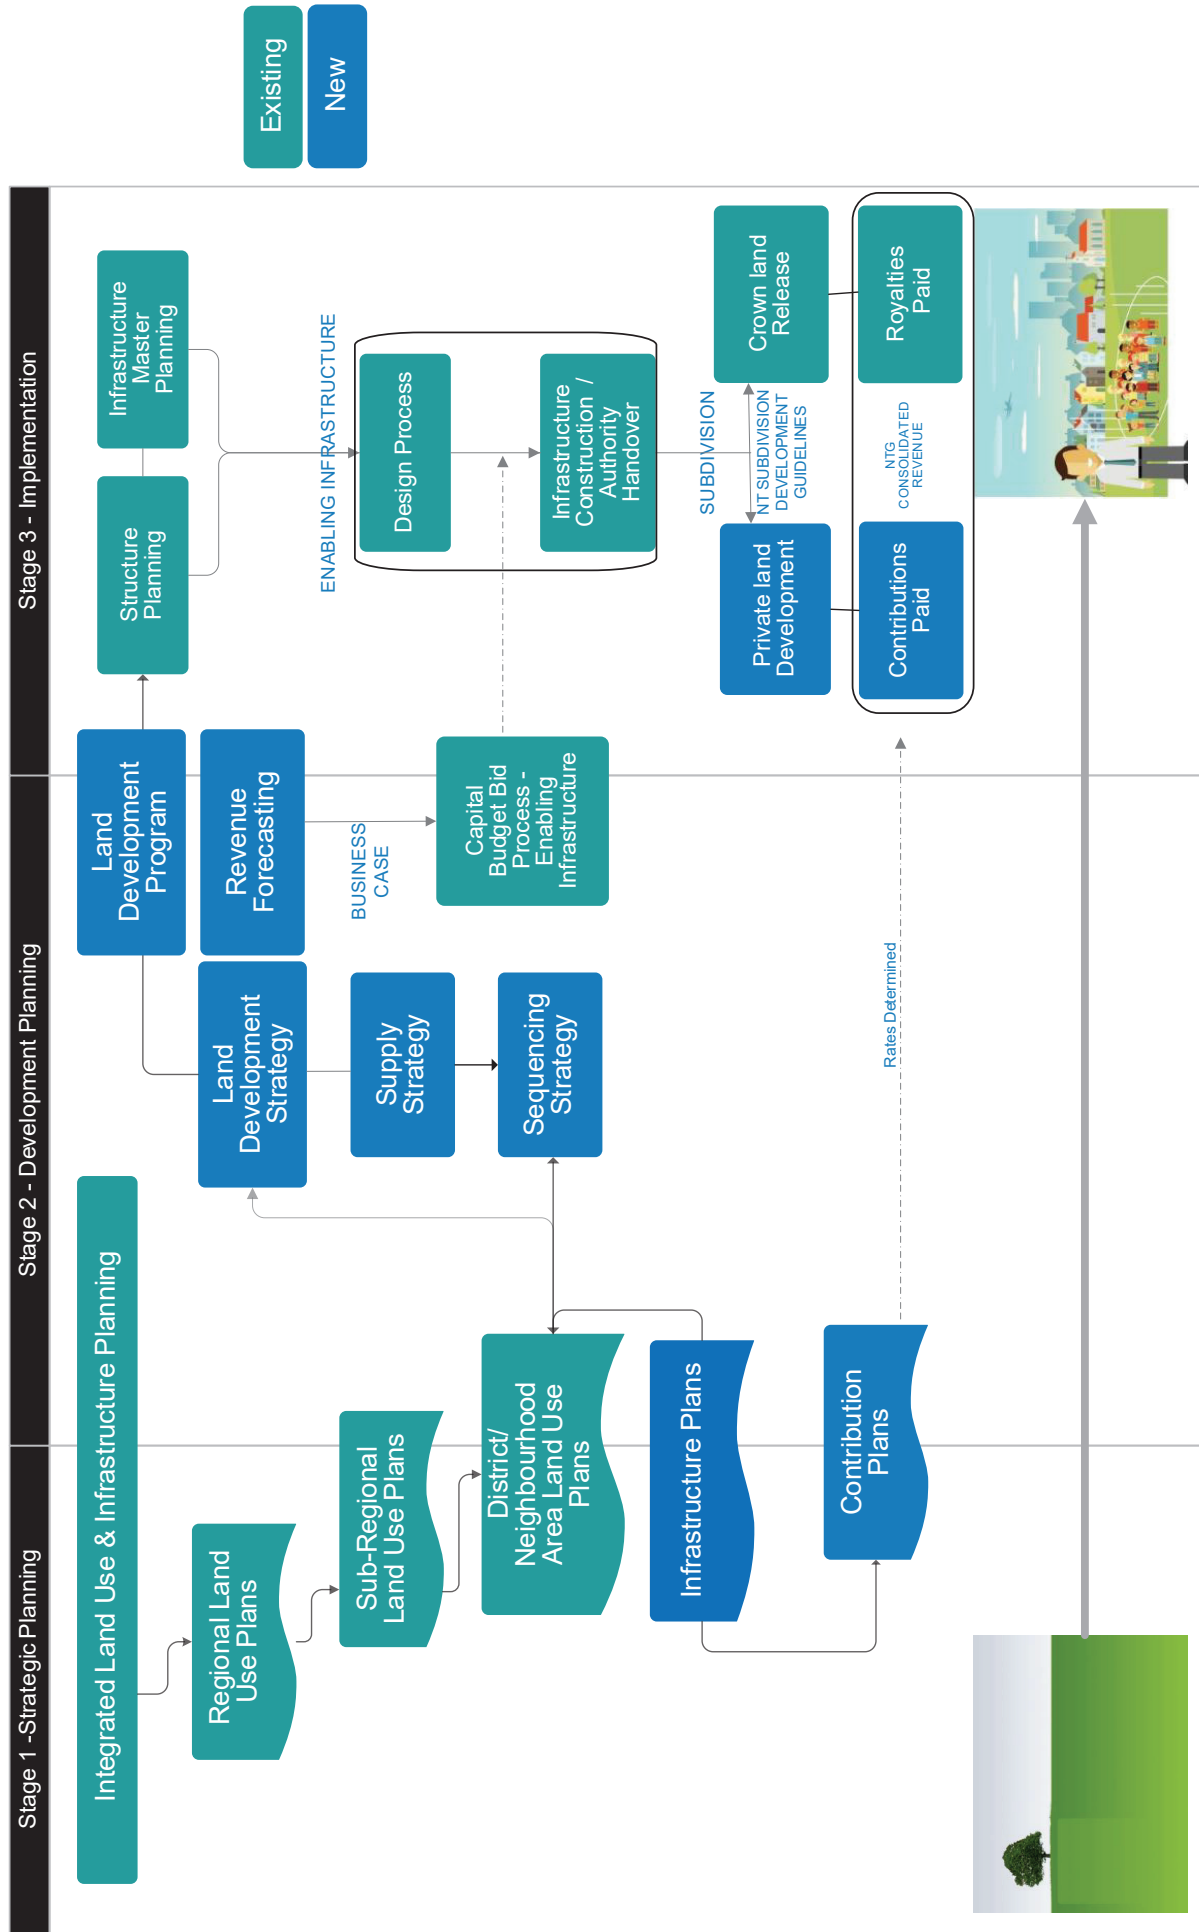 Stage 1 -Strategic Planning
Stage 2 - Development Planning
Stage 3 - Implementation
Existing
New
Integrated Land Use & Infrastructure Planning
Regional Land
Use Plans
Sub-Regional
Land Use Plans
District/
Neighbourhood
Area Land Use
Plans
Infrastructure Plans
Contribution
Plans
Land
Development
Strategy
Supply
Strategy
Sequencing
Strategy
Land
Development
Program
Revenue
Forecasting
BUSINESS
CASE
Capital
Budget Bid
Process -
Enabling
Infrastructure
Rates Determined
Structure
Planning
Infrastructure
Master
Planning
ENABLING INFRASTRUCTURE
Design Process
Infrastructure
Construction /
Authority
Handover
SUBDIVISION
NT SUBDIVISION
DEVELOPMENT
GUIDELINES
Private land
Development
Crown land
Release
Contributions
Paid
NTG
CONSOLIDATED
REVENUE
Royalties
Paid